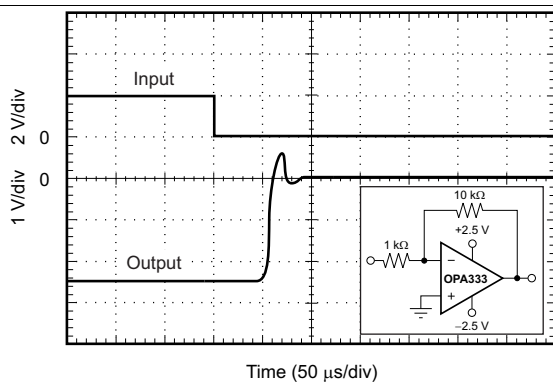 2 V/div
1 V/div
Input
0
0
Output
10 kΩ
+2.5 V
1 kΩ
−
OPA333
+
−2.5 V
Time (50 μs/div)